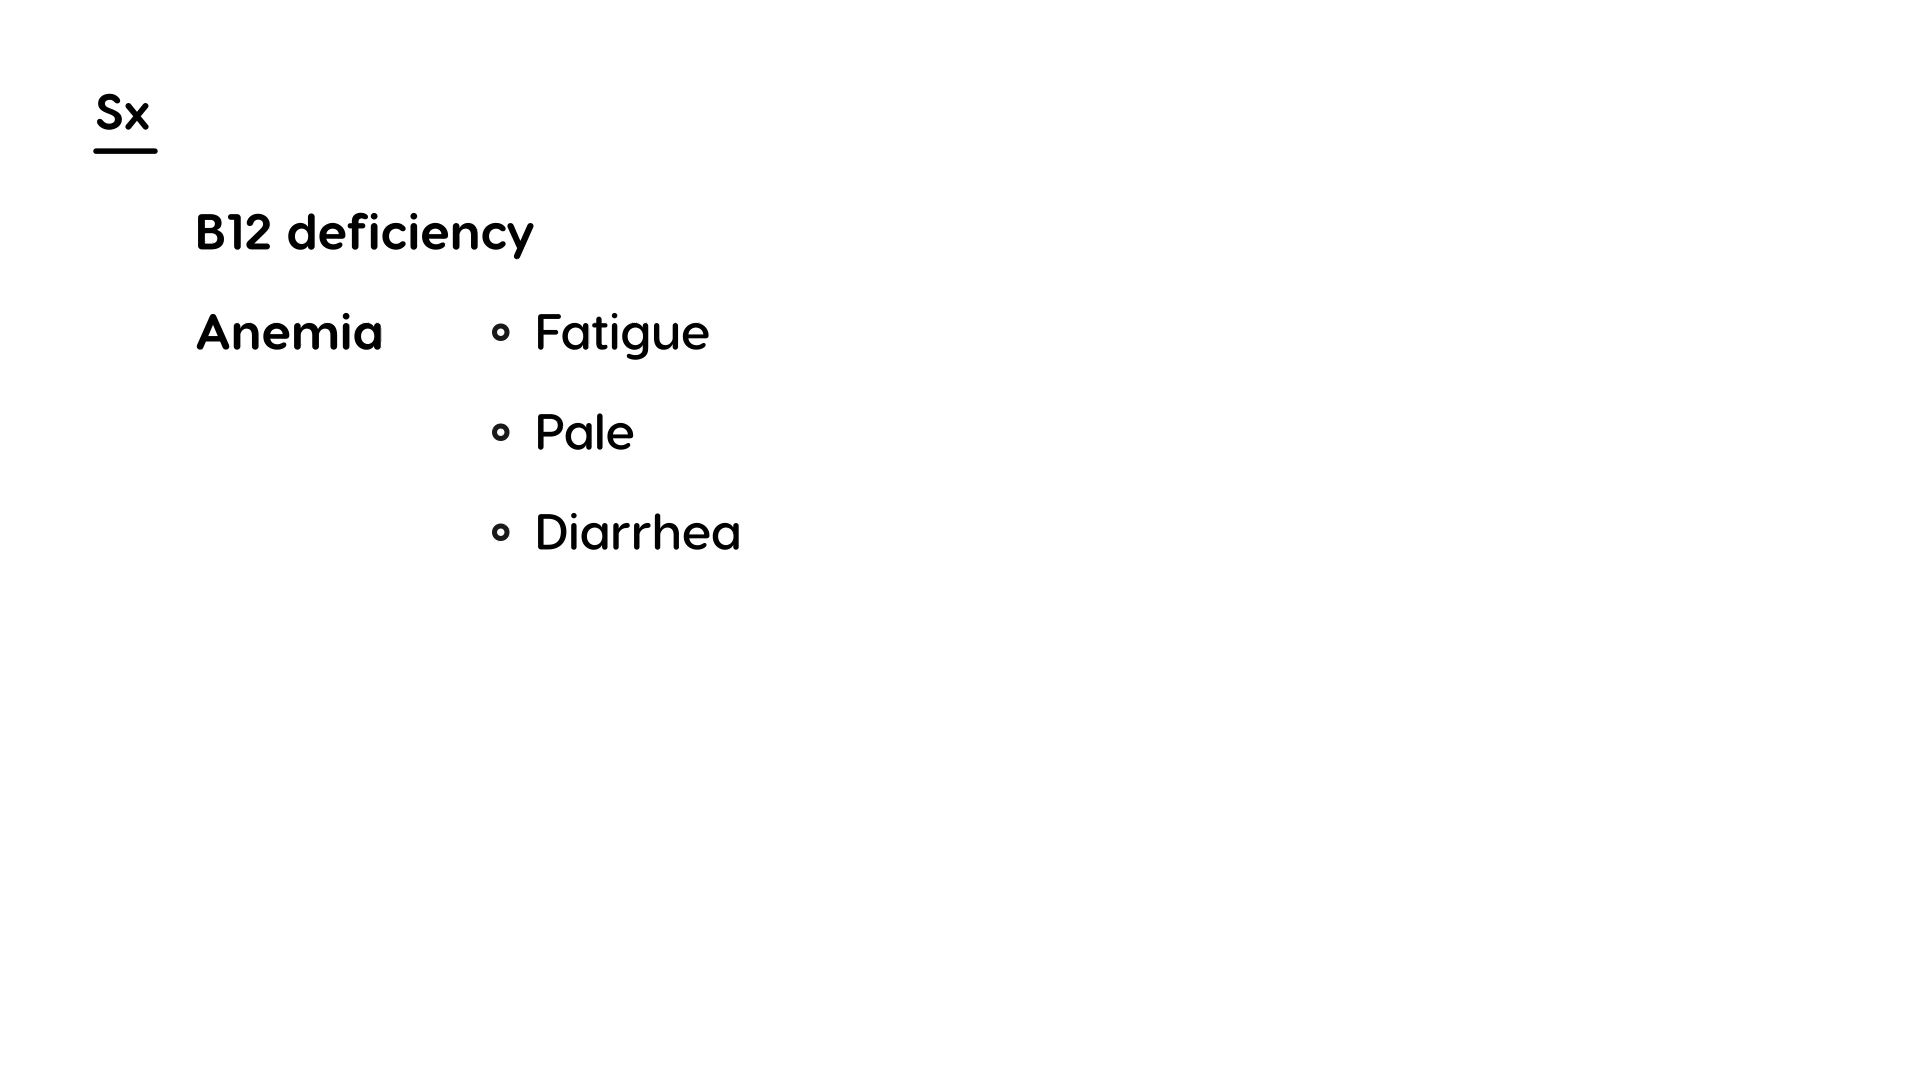 Sx
B12 deficiency
Anemia ∘ Fatigue
∘ Pale
∘ Diarrhea